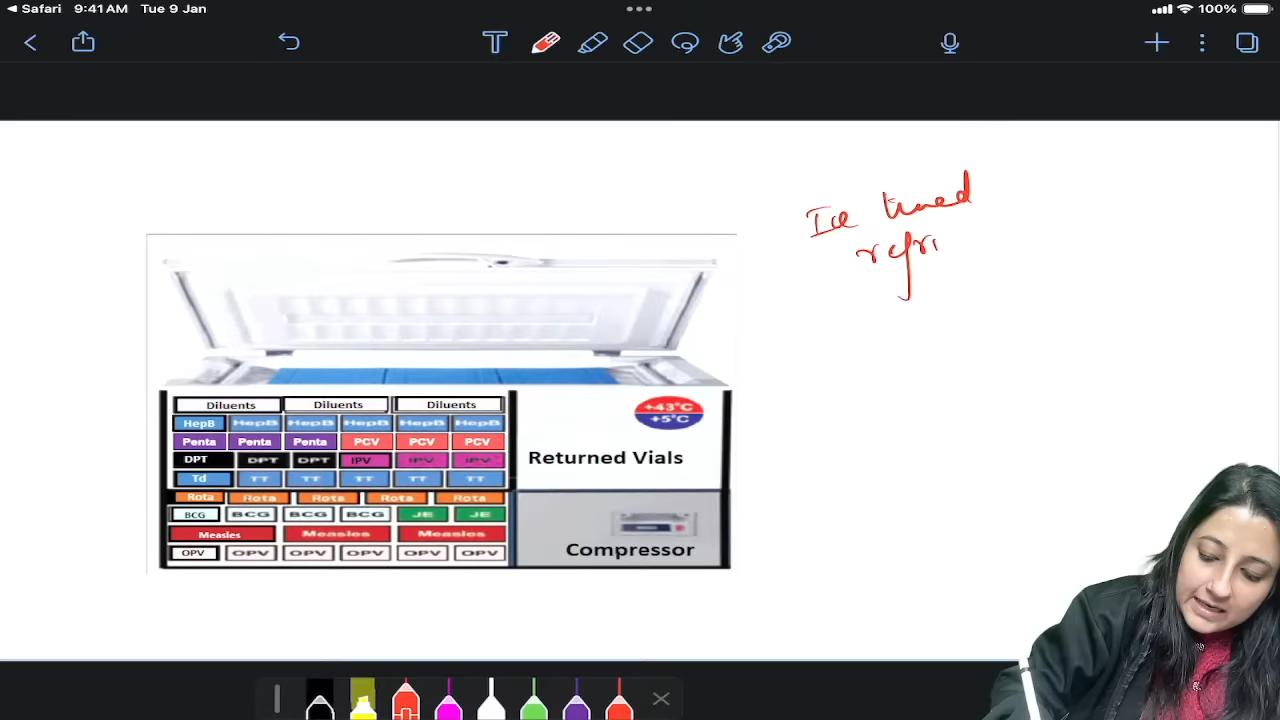 Safari 9:41 AM Tue 9 Jan 100%
T
Ice lined
refri
Diluents Diluents Diluents
HepB HepB HepB HepB HepB HepB
+43°C
+5°C
Penta Penta Penta PCV PCV PCV
DPT DPT DPT IPV IPV IPV
Returned Vials
Td TT TT TT TT TT
Rota Rota Rota Rota Rota
BCG BCG BCG BCG JE JE
Measles Measles Measles
OPV OPV OPV OPV OPV OPV
Compressor